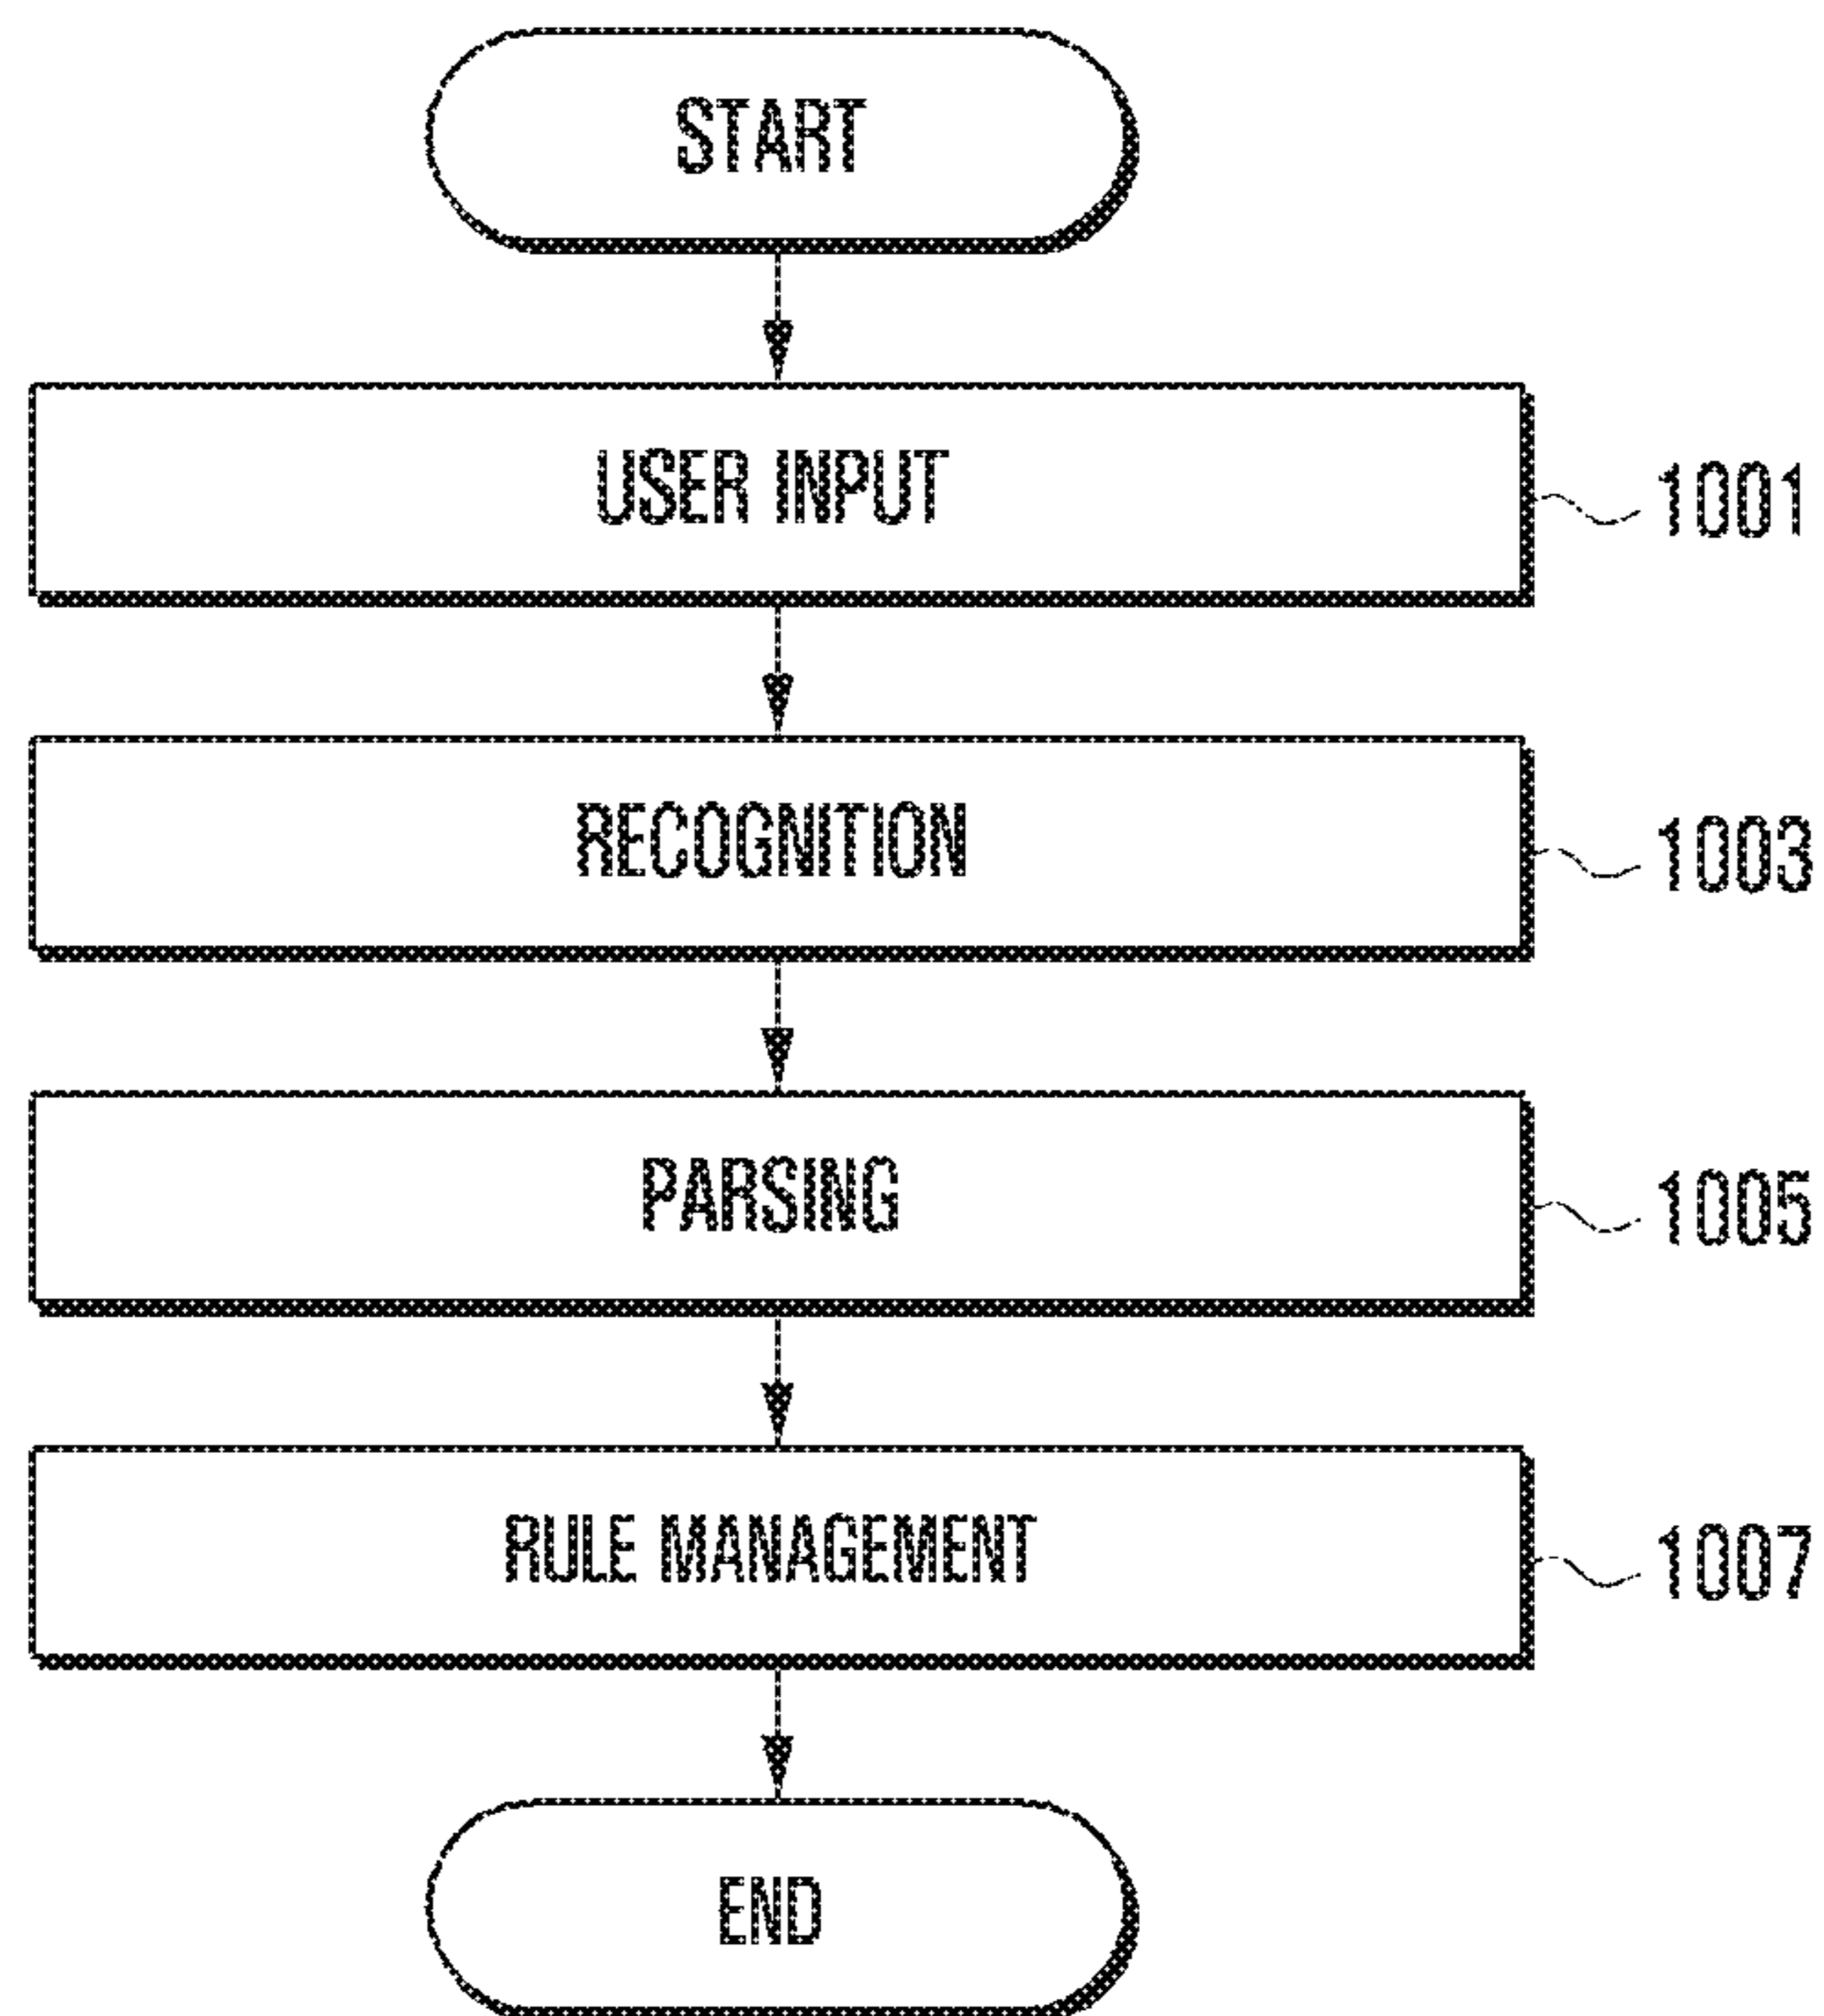 START
USER INPUT
1001
RECOGNITION
1003
PARSING
1005
RULE MANAGEMENT
1007
END